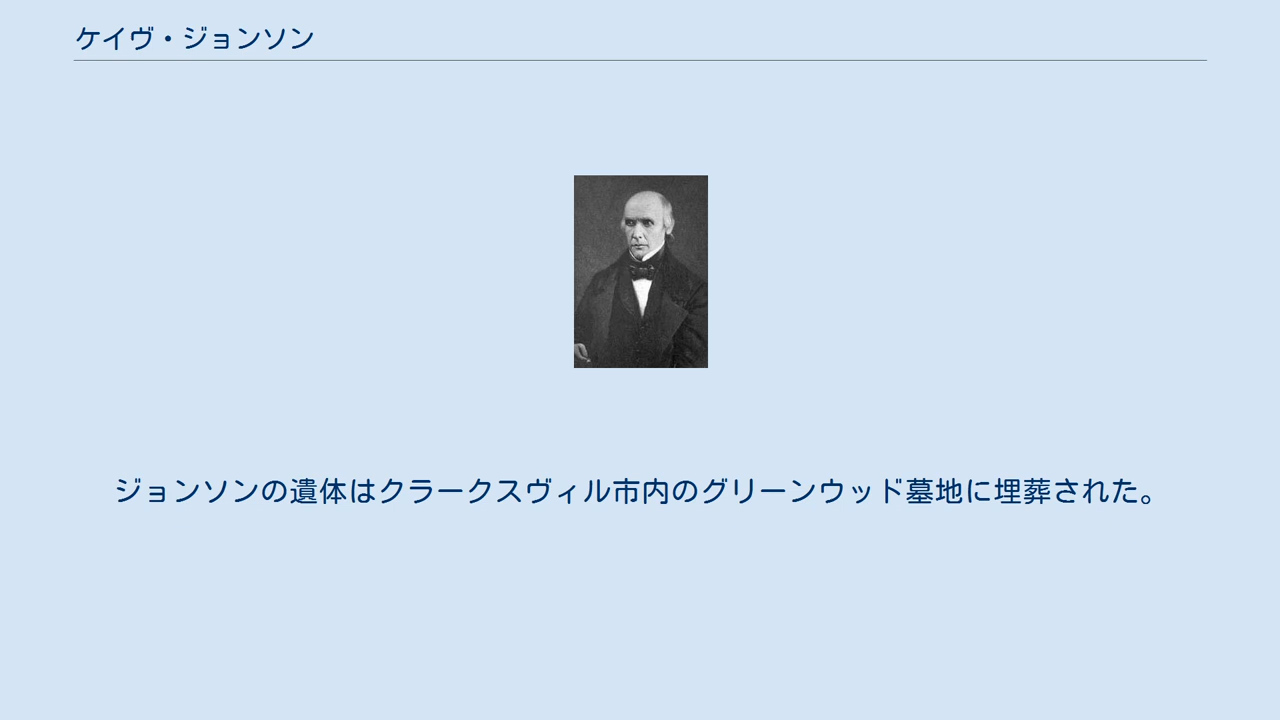 ケイヴ・ジョンソン
ジョンソンの遺体はクラークスヴィル市内のグリーンウッド墓地に埋葬された。